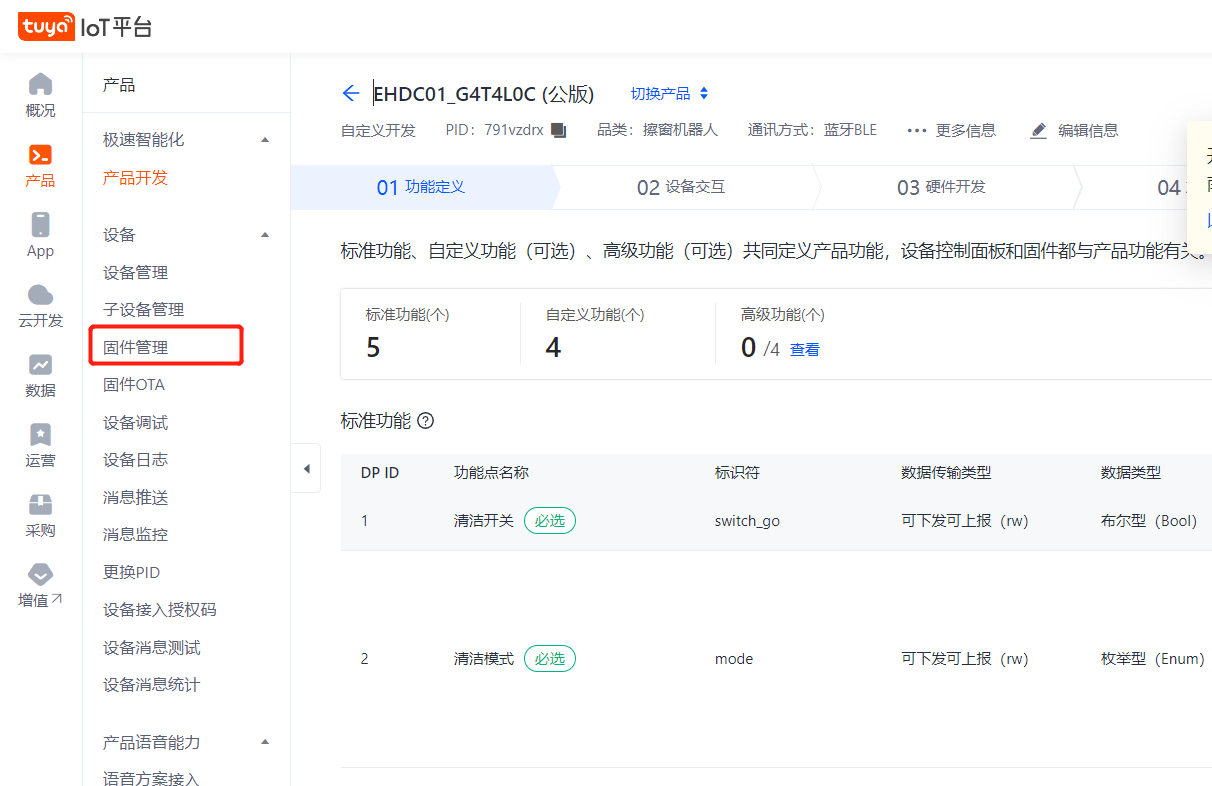 tuya IoT平台
概况
产品
App
云开发
数据
运营
采购
增值
产品
极速智能化
产品开发
设备
设备管理
子设备管理
固件管理
固件OTA
设备调试
设备日志
消息推送
消息监控
更换PID
设备接入授权码
设备消息测试
设备消息统计
产品语音能力
语音方案接入
EHDC01_G4T4L0C (公版) 切换产品
自定义开发 PID：791vzdrx 品类：擦窗机器人 通讯方式：蓝牙BLE 更多信息 编辑信息
01 功能定义 02 设备交互 03 硬件开发 04
标准功能、自定义功能（可选）、高级功能（可选）共同定义产品功能，设备控制面板和固件都与产品功能有关。
标准功能(个) 自定义功能(个) 高级功能(个)
5 4 0 /4 查看
标准功能 ?
DP ID 功能点名称 标识符 数据传输类型 数据类型
1 清洁开关 必选 switch_go 可下发可上报（rw） 布尔型（Bool)
2 清洁模式 必选 mode 可下发可上报（rw） 枚举型（Enum)